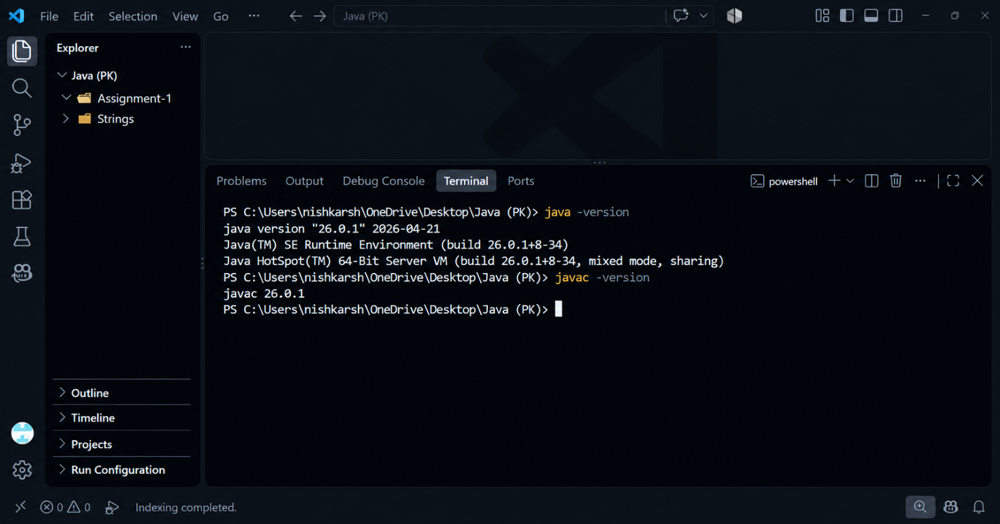 File Edit Selection View Go ··· Java (PK)
Explorer ···
Java (PK)
Assignment-1
Strings
Outline
Timeline
Projects
Run Configuration
Problems Output Debug Console Terminal Ports powershell
PS C:\Users\nishkarsh\OneDrive\Desktop\Java (PK)> java -version
java version "26.0.1" 2026-04-21
Java(TM) SE Runtime Environment (build 26.0.1+8-34)
Java HotSpot(TM) 64-Bit Server VM (build 26.0.1+8-34, mixed mode, sharing)
PS C:\Users\nishkarsh\OneDrive\Desktop\Java (PK)> javac -version
javac 26.0.1
PS C:\Users\nishkarsh\OneDrive\Desktop\Java (PK)>
0 0 Indexing completed.